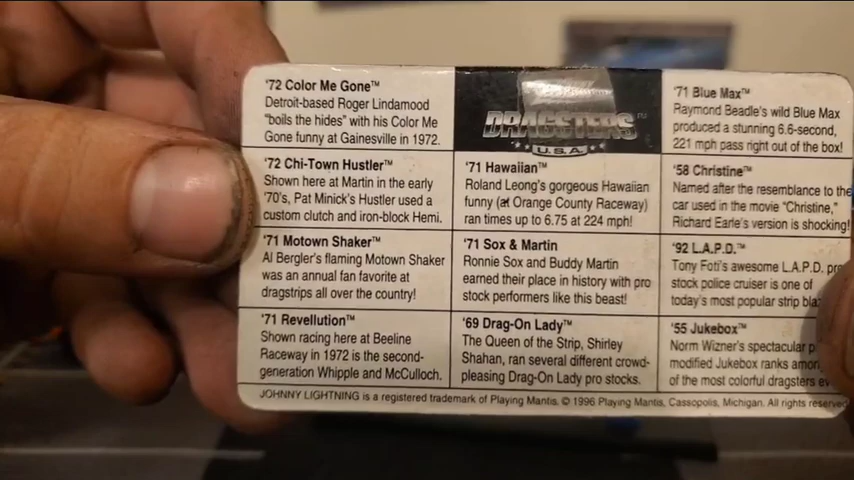 '72 Color Me Gone™
Detroit-based Roger Lindamood
"boils the hides" with his Color Me
Gone funny at Gainesville in 1972.
'72 Chi-Town Hustler™
Shown here at Martin in the early
'70's, Pat Minick's Hustler used a
custom clutch and iron-block Hemi.
'71 Motown Shaker™
Al Bergler's flaming Motown Shaker
was an annual fan favorite at
dragstrips all over the country!
'71 Revellution™
Shown racing here at Beeline
Raceway in 1972 is the second-
generation Whipple and McCulloch.
DRAGSTERS™
U.S.A.
'71 Hawaiian™
Roland Leong's gorgeous Hawaiian
funny (at Orange County Raceway)
ran times up to 6.75 at 224 mph!
'71 Sox & Martin™
Ronnie Sox and Buddy Martin
earned their place in history with pro
stock performers like this beast!
'69 Drag-On Lady™
The Queen of the Strip, Shirley
Shahan, ran several different crowd-
pleasing Drag-On Lady pro stocks.
'71 Blue Max™
Raymond Beadle's wild Blue Max
produced a stunning 6.6-second,
221 mph pass right out of the box!
'58 Christine™
Named after the resemblance to the
car used in the movie "Christine,"
Richard Earle's version is shocking!
'92 L.A.P.D.™
Tony Foti's awesome L.A.P.D. pro
stock police cruiser is one of
today's most popular strip
'55 Jukebox™
Norm Wizner's spectacular
modified Jukebox ranks
of the most colorful dragsters
JOHNNY LIGHTNING is a registered trademark of Playing Mantis. © 1996 Playing Mantis, Cassopolis, Michigan. All rights reserved